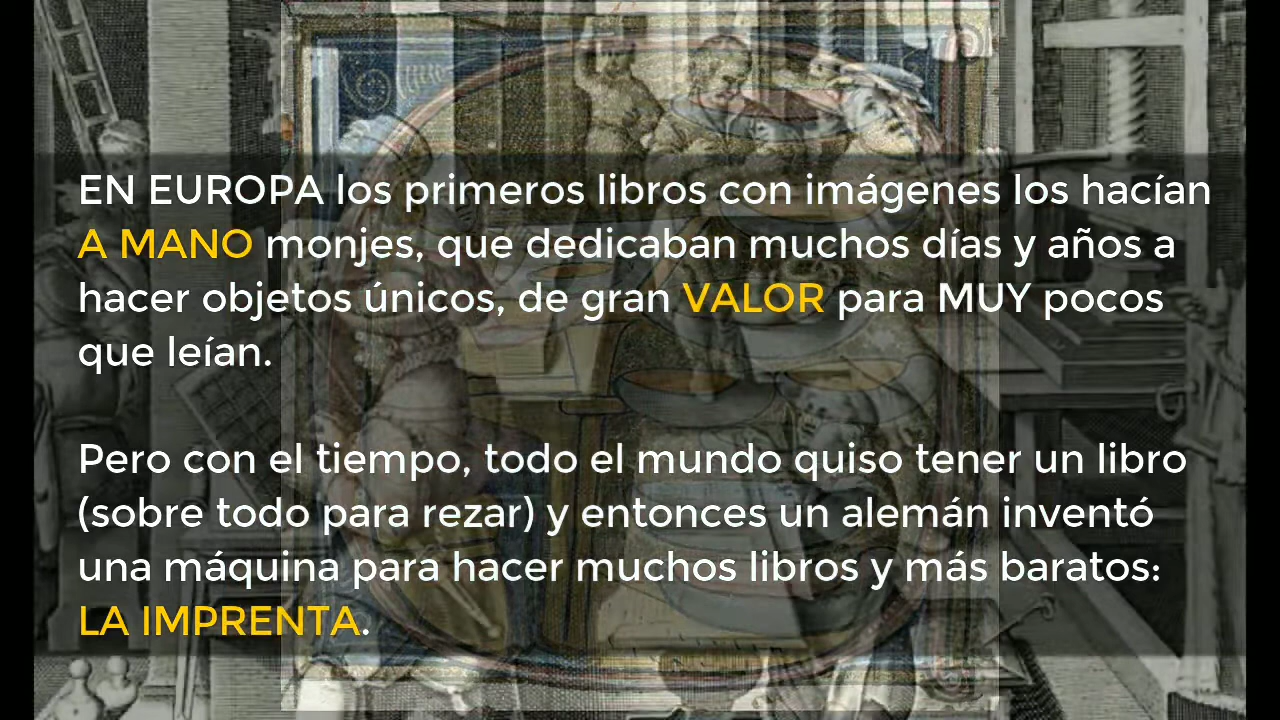 EN EUROPA los primeros libros con imágenes los hacían
A MANO monjes, que dedicaban muchos días y años a
hacer objetos únicos, de gran VALOR para MUY pocos
que leían.
Pero con el tiempo, todo el mundo quiso tener un libro
(sobre todo para rezar) y entonces un alemán inventó
una máquina para hacer muchos libros y más baratos:
LA IMPRENTA.